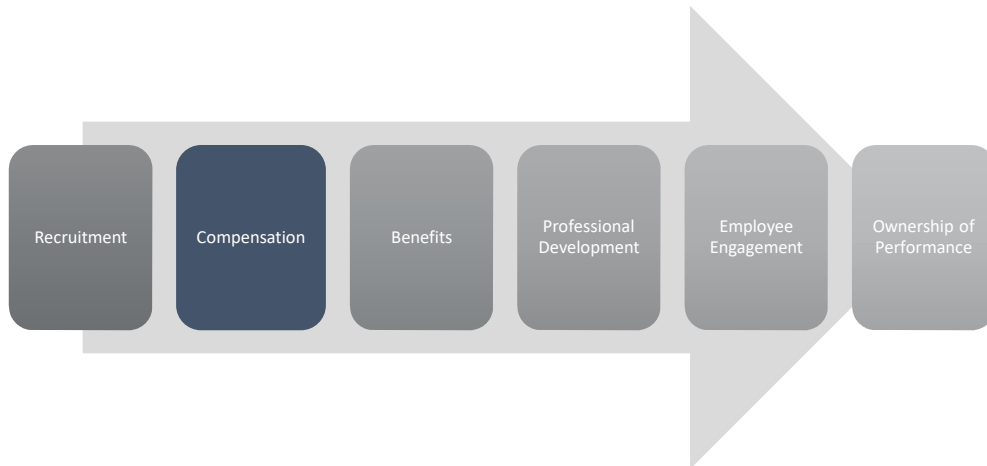 Recruitment
Compensation
Benefits
Professional
Development
Employee
Engagement
Ownership of
Performance